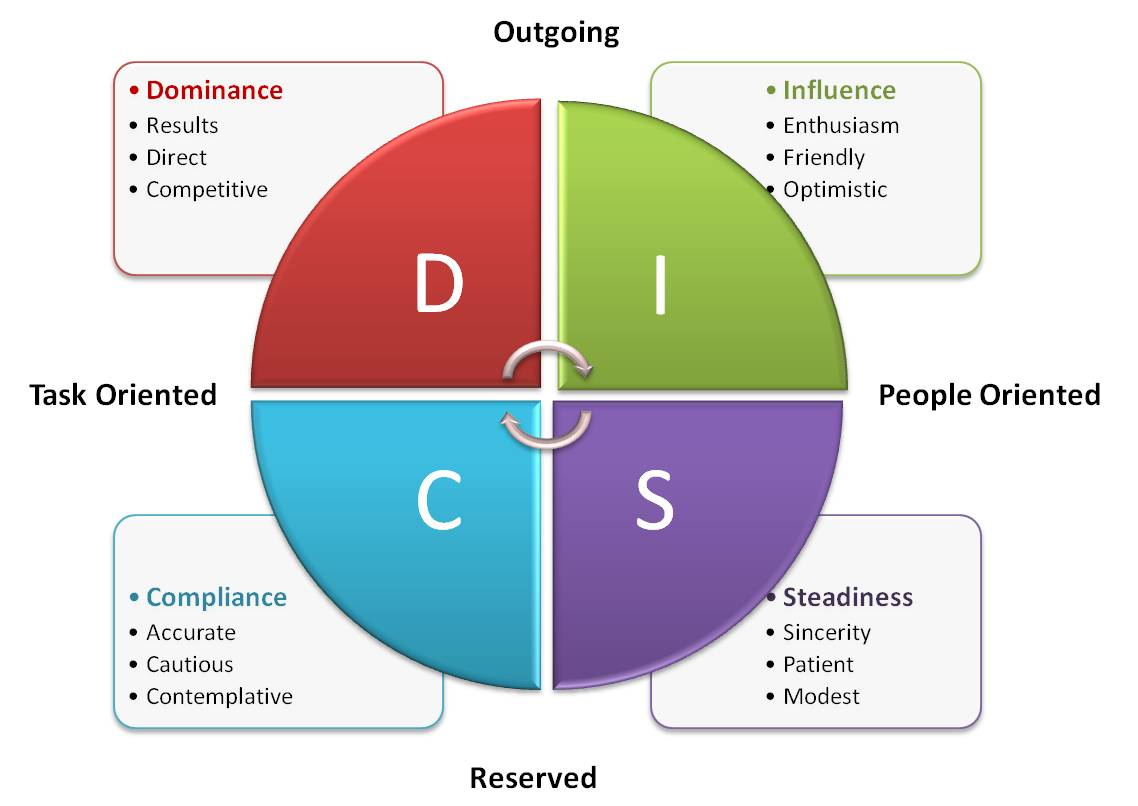 Outgoing
• Dominance
• Results
• Direct
• Competitive
• Influence
• Enthusiasm
• Friendly
• Optimistic
D
I
Task Oriented
People Oriented
C
S
• Compliance
• Accurate
• Cautious
• Contemplative
• Steadiness
• Sincerity
• Patient
• Modest
Reserved